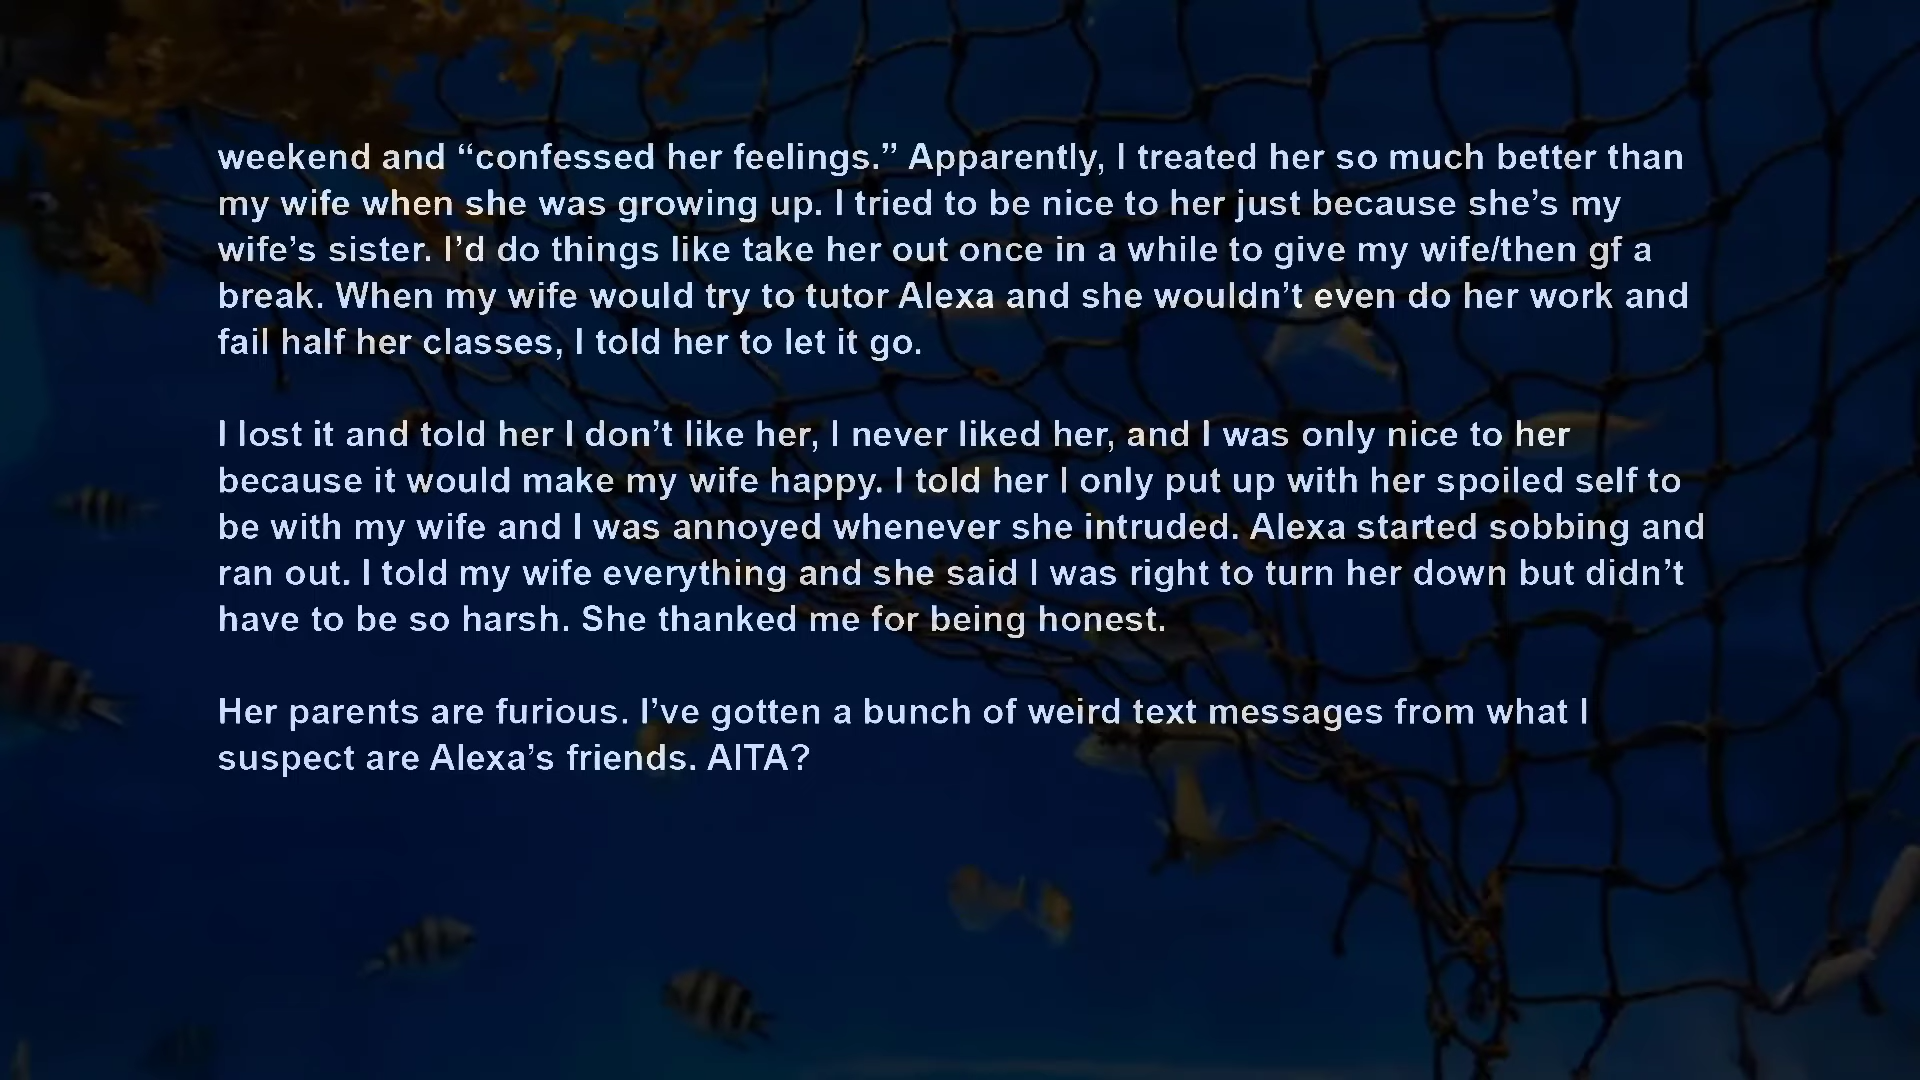 weekend and “confessed her feelings.” Apparently, I treated her so much better than
my wife when she was growing up. I tried to be nice to her just because she’s my
wife’s sister. I’d do things like take her out once in a while to give my wife/then gf a
break. When my wife would try to tutor Alexa and she wouldn’t even do her work and
fail half her classes, I told her to let it go.
I lost it and told her I don’t like her, I never liked her, and I was only nice to her
because it would make my wife happy. I told her I only put up with her spoiled self to
be with my wife and I was annoyed whenever she intruded. Alexa started sobbing and
ran out. I told my wife everything and she said I was right to turn her down but didn’t
have to be so harsh. She thanked me for being honest.
Her parents are furious. I’ve gotten a bunch of weird text messages from what I
suspect are Alexa’s friends. AITA?